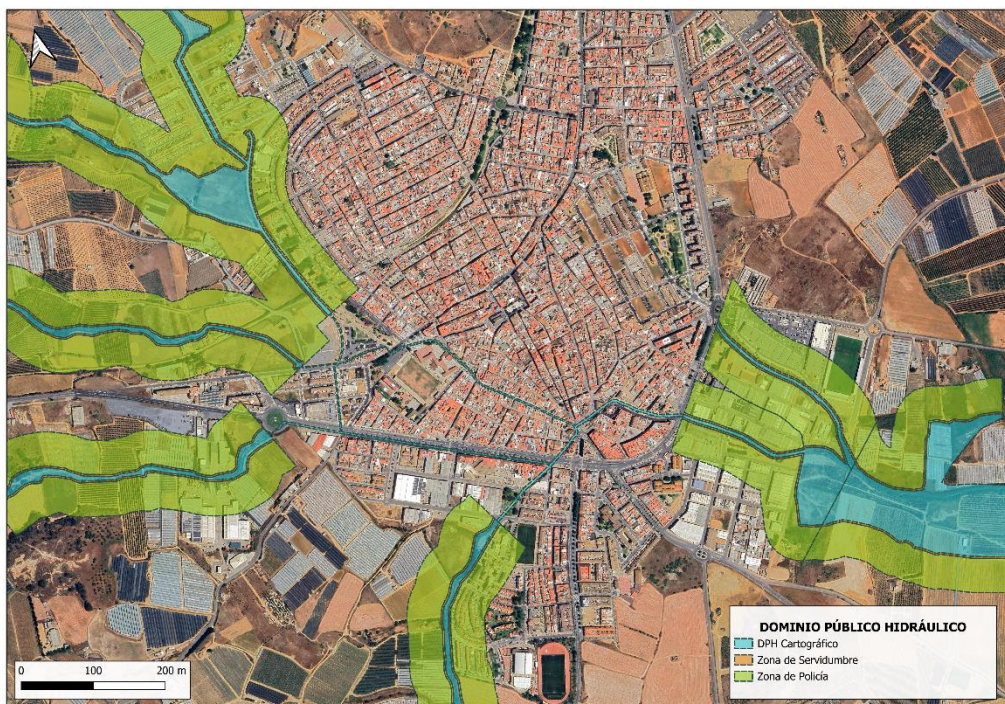 0 100 200 m
DOMINIO PÚBLICO HIDRÁULICO
DPH Cartográfico
Zona de Servidumbre
Zona de Policía